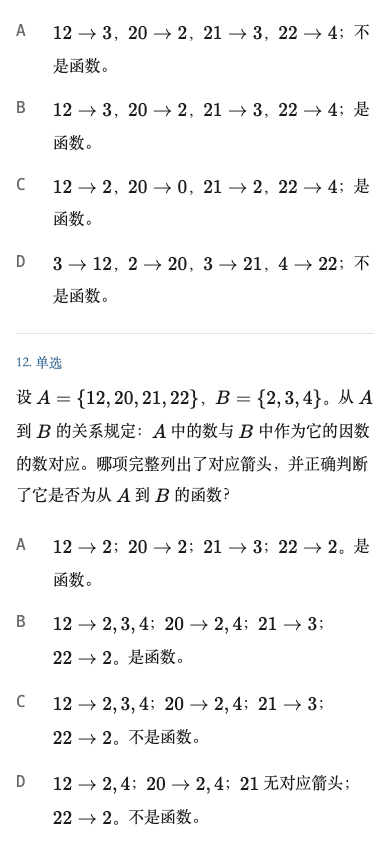 A 12 → 3，20 → 2，21 → 3，22 → 4；不
是函数。
B 12 → 3，20 → 2，21 → 3，22 → 4；是
函数。
C 12 → 2，20 → 0，21 → 2，22 → 4；是
函数。
D 3 → 12，2 → 20，3 → 21，4 → 22；不
是函数。
12. 单选
设 A = {12, 20, 21, 22}，B = {2, 3, 4}。从 A
到 B 的关系规定：A 中的数与 B 中作为它的因数
的数对应。哪项完整列出了对应箭头，并正确判断
了它是否为从 A 到 B 的函数？
A 12 → 2；20 → 2；21 → 3；22 → 2。是
函数。
B 12 → 2, 3, 4；20 → 2, 4；21 → 3；
22 → 2。是函数。
C 12 → 2, 3, 4；20 → 2, 4；21 → 3；
22 → 2。不是函数。
D 12 → 2, 4；20 → 2, 4；21 无对应箭头；
22 → 2。不是函数。